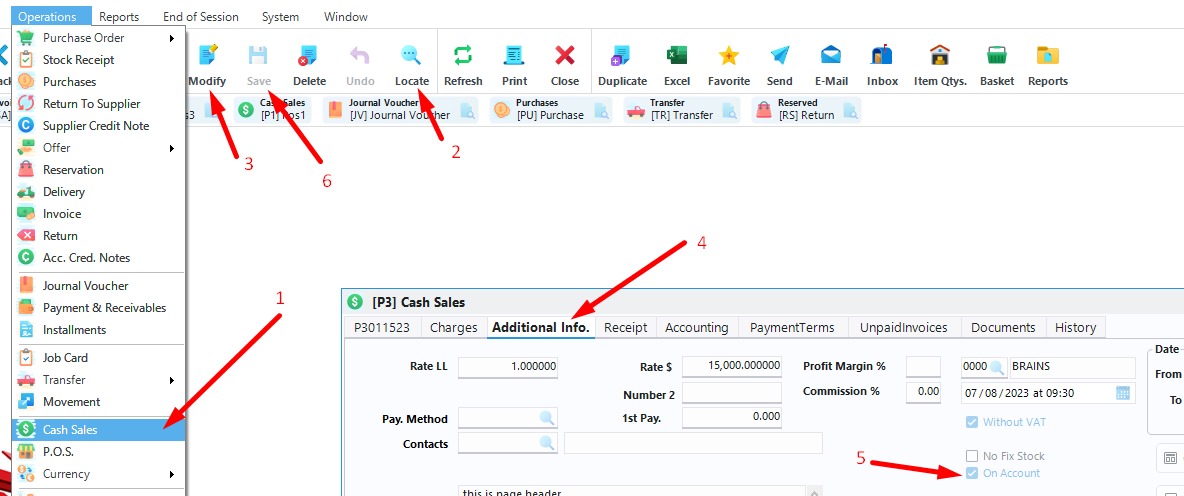 Operations Reports End of Session System Window
Modify Save Delete Undo Locate Refresh Print Close Duplicate Excel Favorite Send E-Mail Inbox Item Qtys. Basket Reports
Cash Sales Journal Voucher Purchases Transfer Reserved
[P1] Pos1 [JV] Journal Voucher [PU] Purchase [TR] Transfer [RS] Return
Purchase Order
Stock Receipt
Purchases
Return To Supplier
Supplier Credit Note
Offer
Reservation
Delivery
Invoice
Return
Acc. Cred. Notes
Journal Voucher
Payment & Receivables
Installments
Job Card
Transfer
Movement
Cash Sales
P.O.S.
Currency
3
6
2
4
1
5
[P3] Cash Sales
P3011523 Charges Additional Info. Receipt Accounting PaymentTerms UnpaidInvoices Documents History
Rate LL 1.000000 Rate $ 15,000.000000 Profit Margin % 0000 BRAINS
Number 2 Commission % 0.00 07/08/2023 at 09:30
Pay. Method 1st Pay. 0.000 Without VAT
Contacts
No Fix Stock
On Account
Date
From
To
this is page header